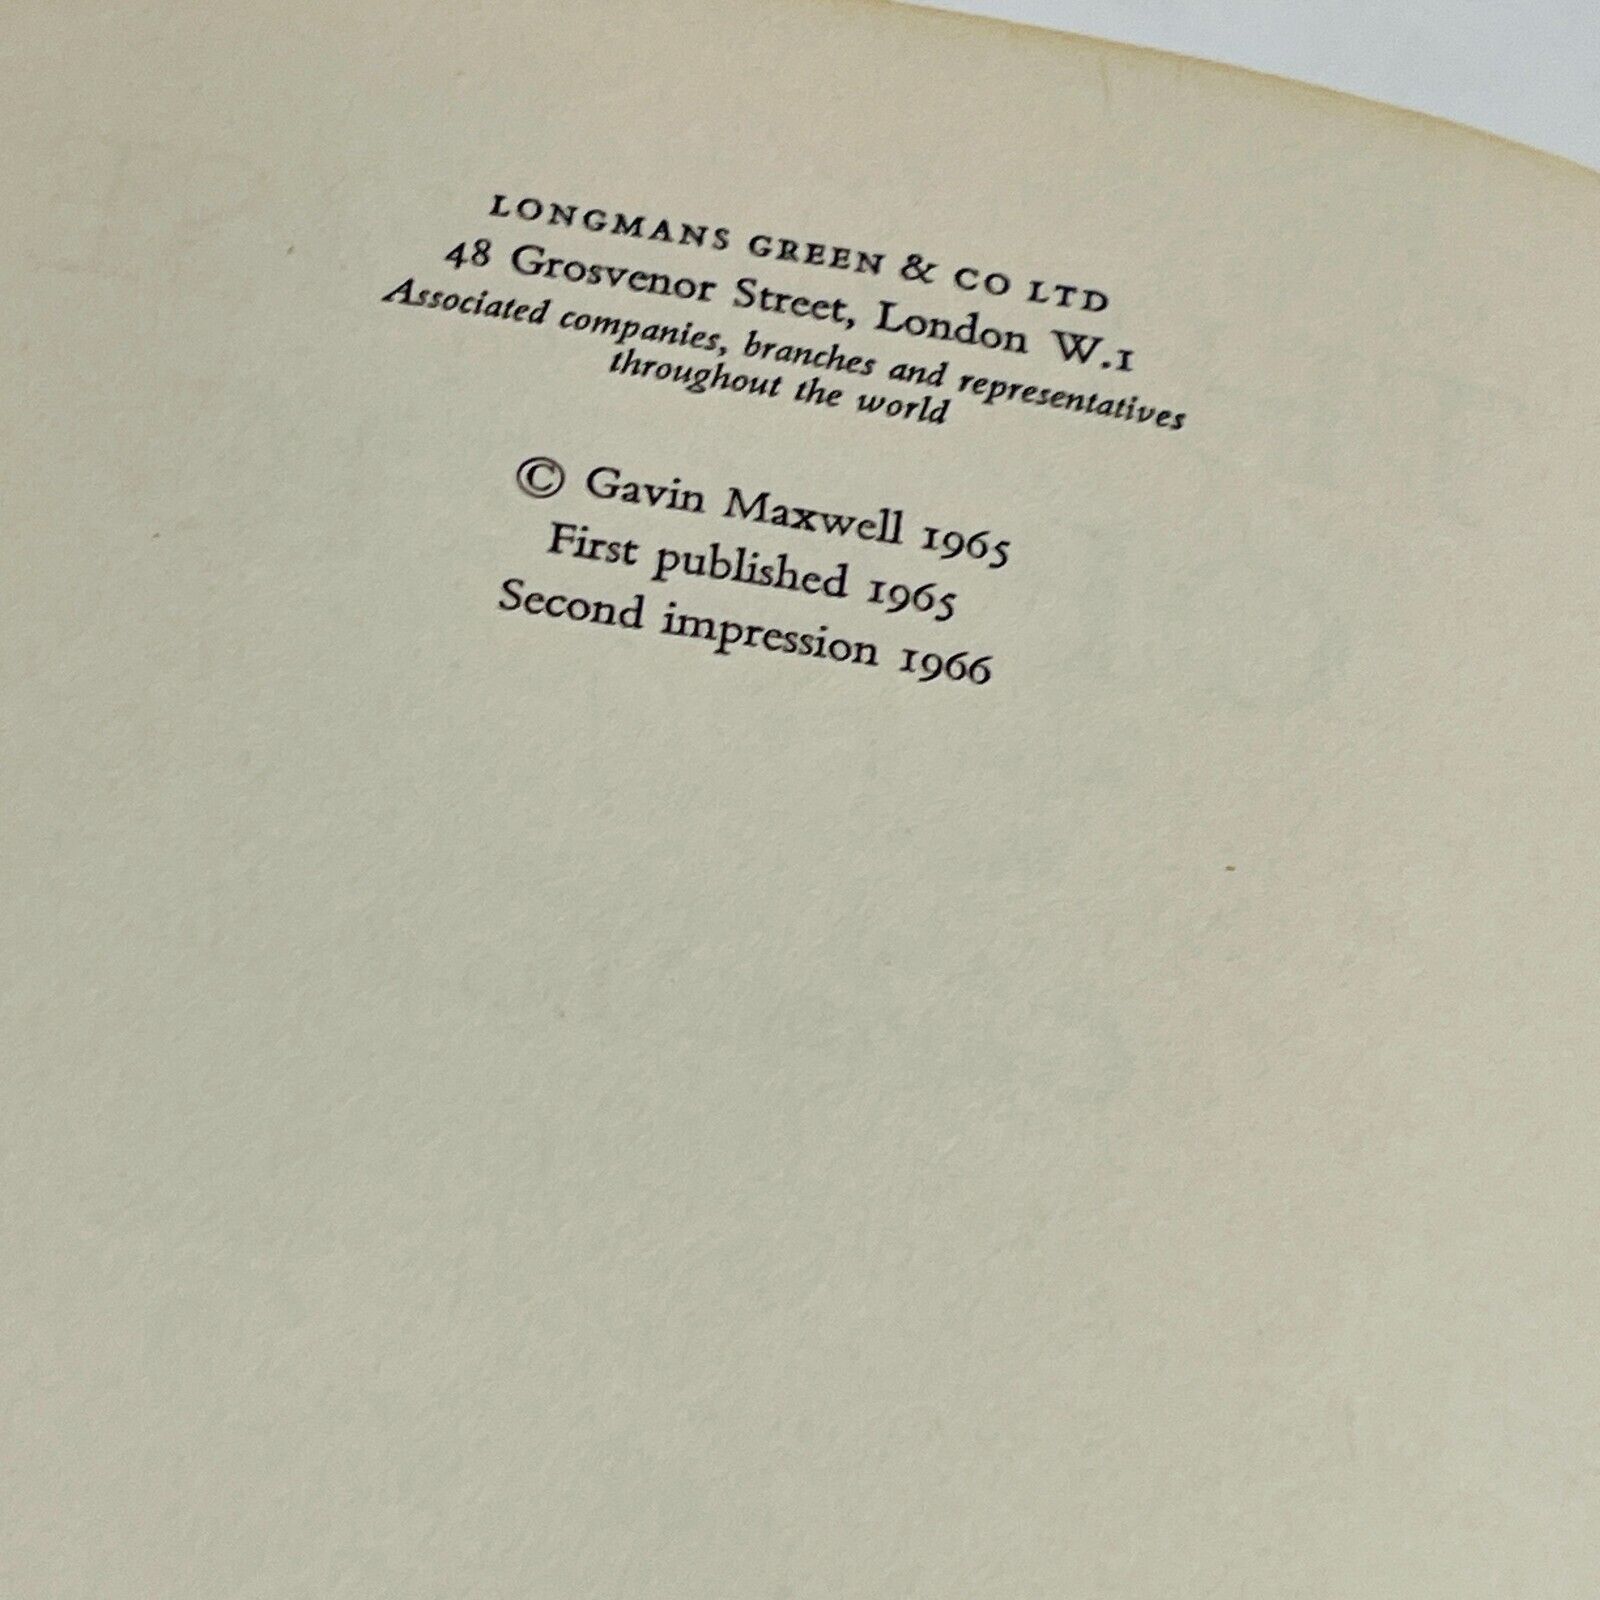 LONGMANS GREEN & CO LTD
48 Grosvenor Street, London W.1
Associated companies, branches and representatives
throughout the world
© Gavin Maxwell 1965
First published 1965
Second impression 1966